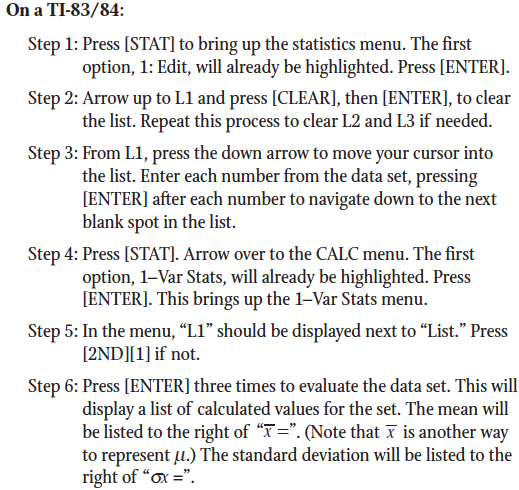 On a TI-83/84:
Step 1: Press [STAT] to bring up the statistics menu. The first
option, 1: Edit, will already be highlighted. Press [ENTER].
Step 2: Arrow up to L1 and press [CLEAR], then [ENTER], to clear
the list. Repeat this process to clear L2 and L3 if needed.
Step 3: From L1, press the down arrow to move your cursor into
the list. Enter each number from the data set, pressing
[ENTER] after each number to navigate down to the next
blank spot in the list.
Step 4: Press [STAT]. Arrow over to the CALC menu. The first
option, 1–Var Stats, will already be highlighted. Press
[ENTER]. This brings up the 1–Var Stats menu.
Step 5: In the menu, “L1” should be displayed next to “List.” Press
[2ND][1] if not.
Step 6: Press [ENTER] three times to evaluate the data set. This will
display a list of calculated values for the set. The mean will
be listed to the right of “x̅ =”. (Note that x̅ is another way
to represent μ.) The standard deviation will be listed to the
right of “σx =”.